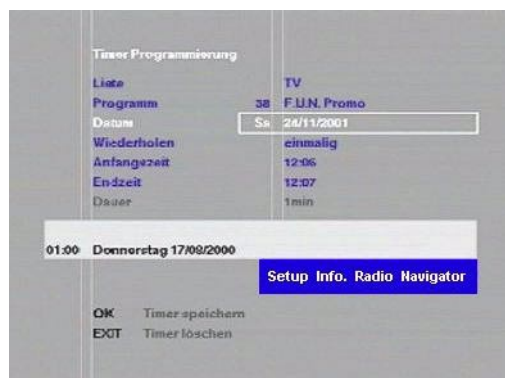 Timer Programmierung
Liste TV
Programm 38 F.U.N. Promo
Datum Sa 24/11/2001
Wiederholen einmalig
Anfangszeit 12:06
Endzeit 12:07
Dauer 1min
01:00 Donnerstag 17/08/2000
Setup Info. Radio Navigator
OK Timer speichern
EXIT Timer löschen